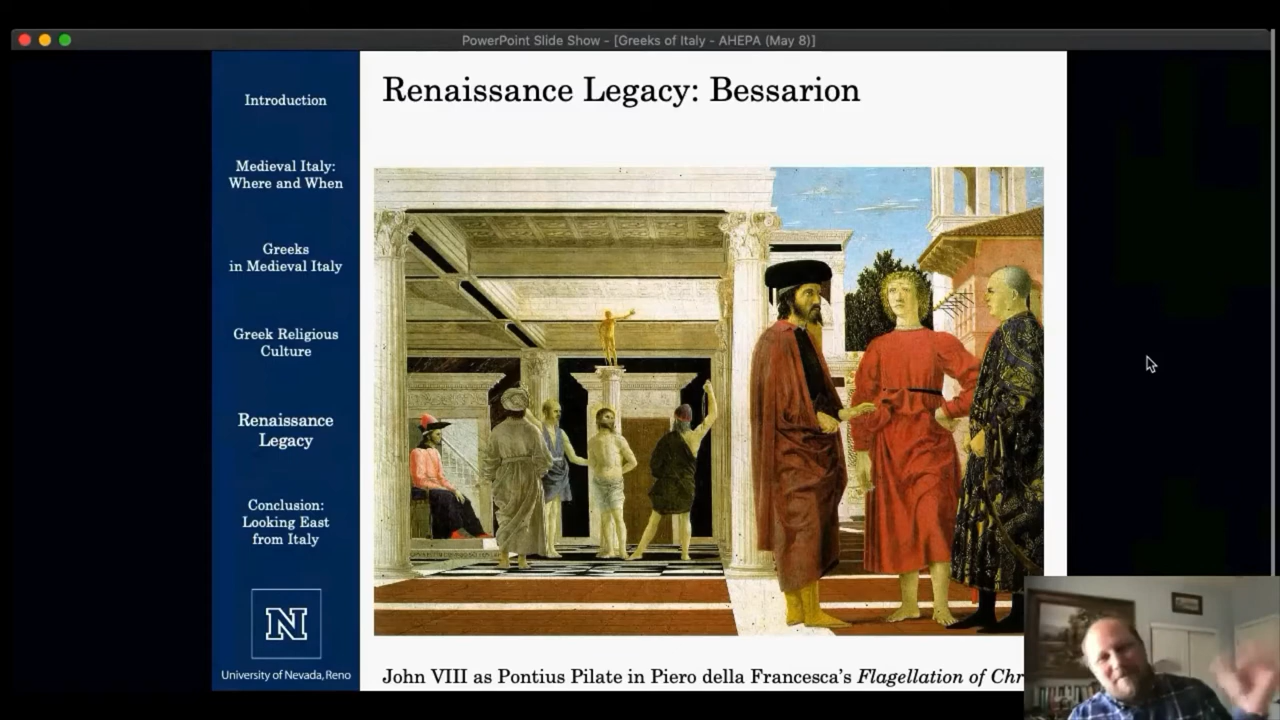 PowerPoint Slide Show - [Greeks of Italy - AHEPA (May 8)]
Introduction
Medieval Italy:
Where and When
Greeks
in Medieval Italy
Greek Religious
Culture
Renaissance
Legacy
Conclusion:
Looking East
from Italy
N
University of Nevada, Reno
Renaissance Legacy: Bessarion
John VIII as Pontius Pilate in Piero della Francesca's Flagellation of Chr